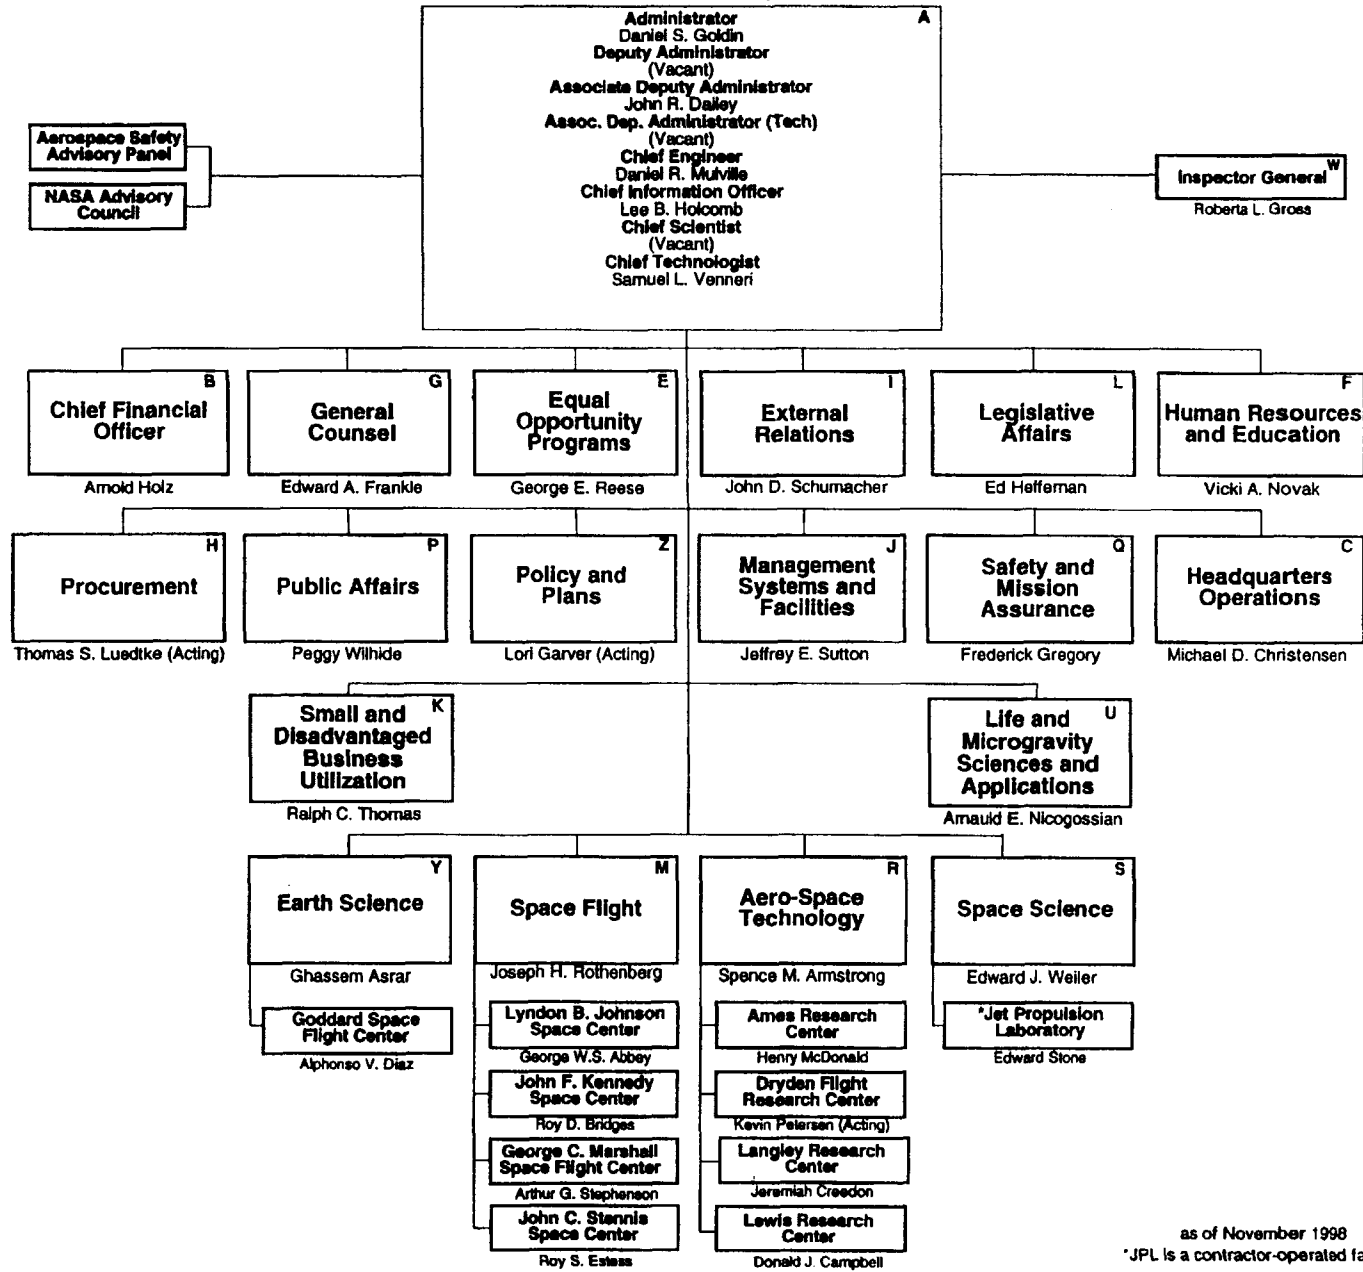 A
Administrator
Daniel S. Goldin
Deputy Administrator
(Vacant)
Associate Deputy Administrator
John R. Dailey
Assoc. Dep. Administrator (Tech)
(Vacant)
Chief Engineer
Daniel R. Mulville
Chief Information Officer
Lee B. Holcomb
Chief Scientist
(Vacant)
Chief Technologist
Samuel L. Venneri
Aerospace Safety
Advisory Panel
NASA Advisory
Council
W
Inspector General
Roberta L. Gross
B
Chief Financial
Officer
Arnold Holz
G
General
Counsel
Edward A. Frankle
E
Equal
Opportunity
Programs
George E. Reese
I
External
Relations
John D. Schumacher
L
Legislative
Affairs
Ed Heffernan
F
Human Resources
and Education
Vicki A. Novak
H
Procurement
Thomas S. Luedtke (Acting)
P
Public Affairs
Peggy Wilhide
Z
Policy and
Plans
Lori Garver (Acting)
J
Management
Systems and
Facilities
Jeffrey E. Sutton
Q
Safety and
Mission
Assurance
Frederick Gregory
C
Headquarters
Operations
Michael D. Christensen
K
Small and
Disadvantaged
Business
Utilization
Ralph C. Thomas
U
Life and
Microgravity
Sciences and
Applications
Arnauld E. Nicogossian
Y
Earth Science
Ghassem Asrar
Goddard Space
Flight Center
Alphonso V. Diaz
M
Space Flight
Joseph H. Rothenberg
Lyndon B. Johnson
Space Center
George W.S. Abbey
John F. Kennedy
Space Center
Roy D. Bridges
George C. Marshall
Space Flight Center
Arthur G. Stephenson
John C. Stennis
Space Center
Roy S. Estess
R
Aero-Space
Technology
Spence M. Armstrong
Ames Research
Center
Henry McDonald
Dryden Flight
Research Center
Kevin Petersen (Acting)
Langley Research
Center
Jeremiah Creedon
Lewis Research
Center
Donald J. Campbell
S
Space Science
Edward J. Weiler
*Jet Propulsion
Laboratory
Edward Stone
as of November 1998
*JPL is a contractor-operated fa